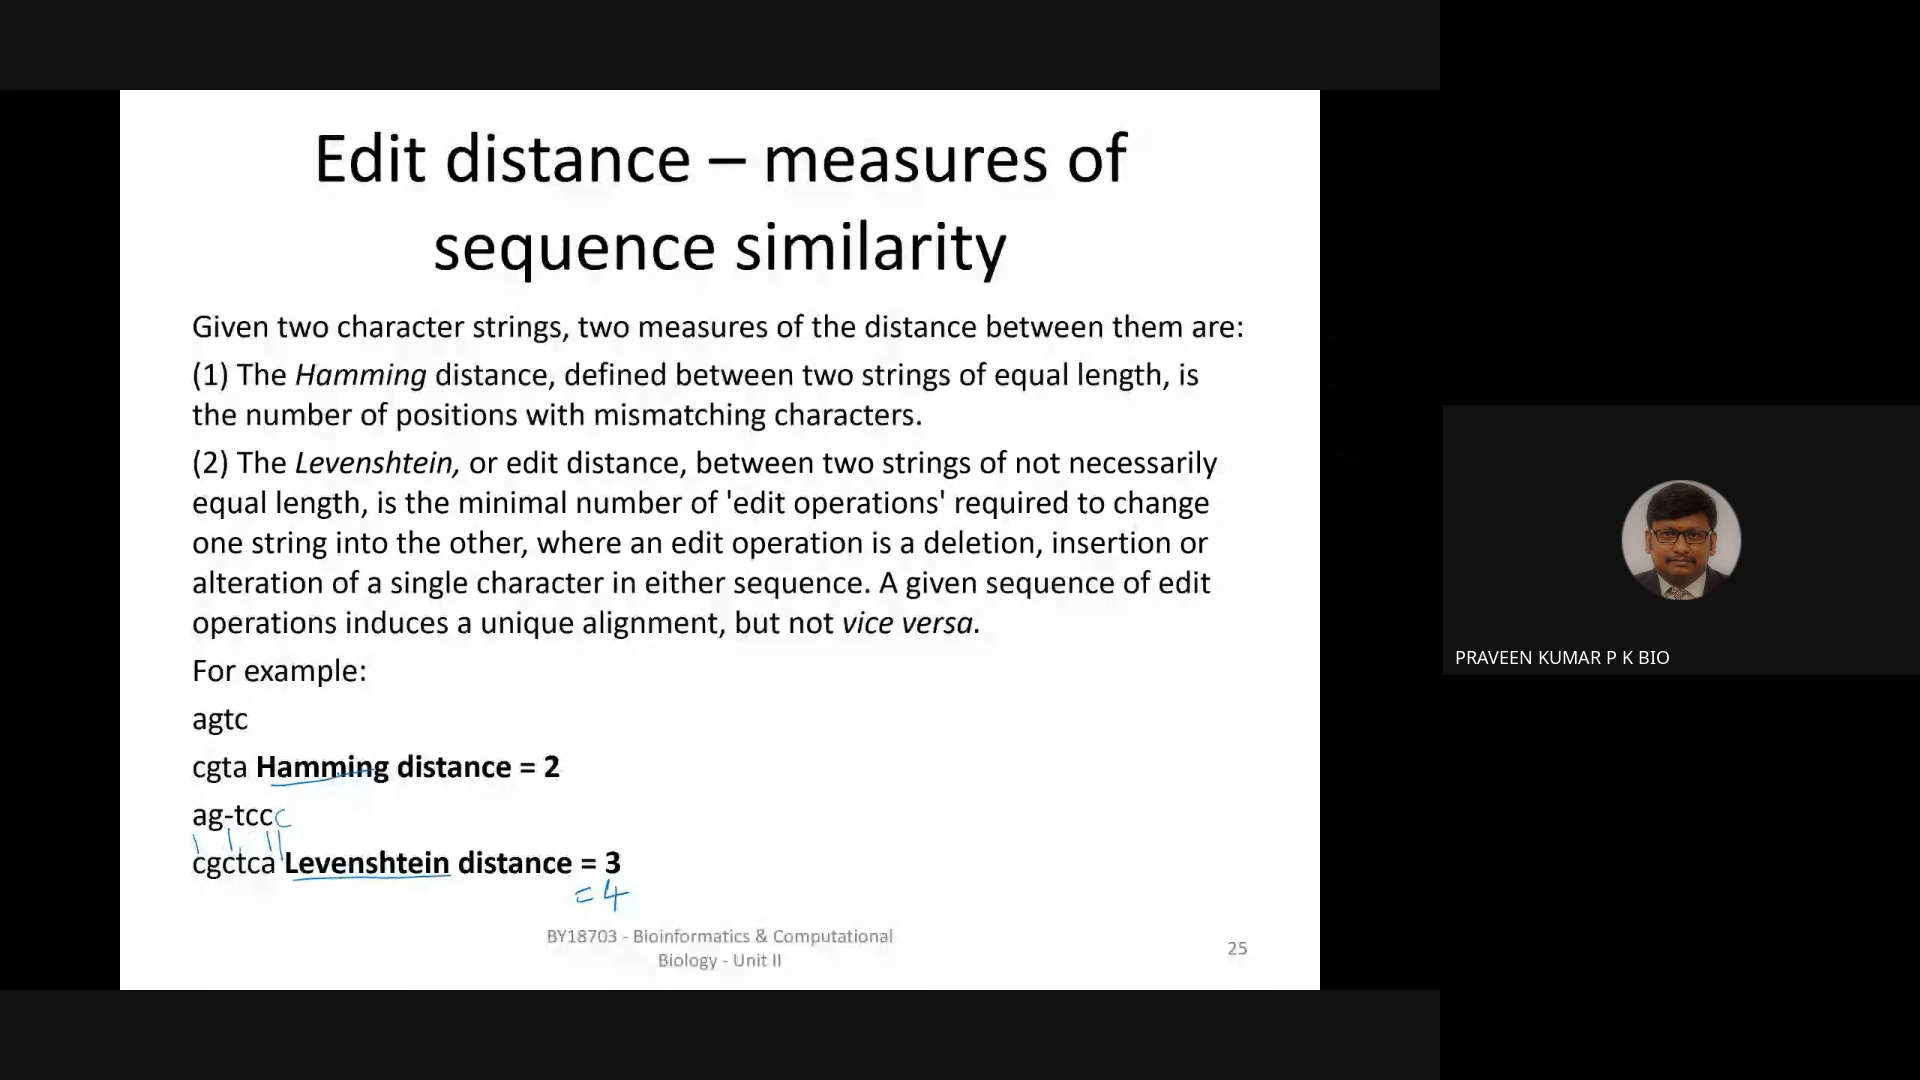 Edit distance – measures of
sequence similarity
Given two character strings, two measures of the distance between them are:
(1) The Hamming distance, defined between two strings of equal length, is
the number of positions with mismatching characters.
(2) The Levenshtein, or edit distance, between two strings of not necessarily
equal length, is the minimal number of 'edit operations' required to change
one string into the other, where an edit operation is a deletion, insertion or
alteration of a single character in either sequence. A given sequence of edit
operations induces a unique alignment, but not vice versa.
For example:
agtc
cgta Hamming distance = 2
ag-tccc
cgctca Levenshtein distance = 3
=4
BY18703 - Bioinformatics & Computational
Biology - Unit II
25
PRAVEEN KUMAR P K BIO